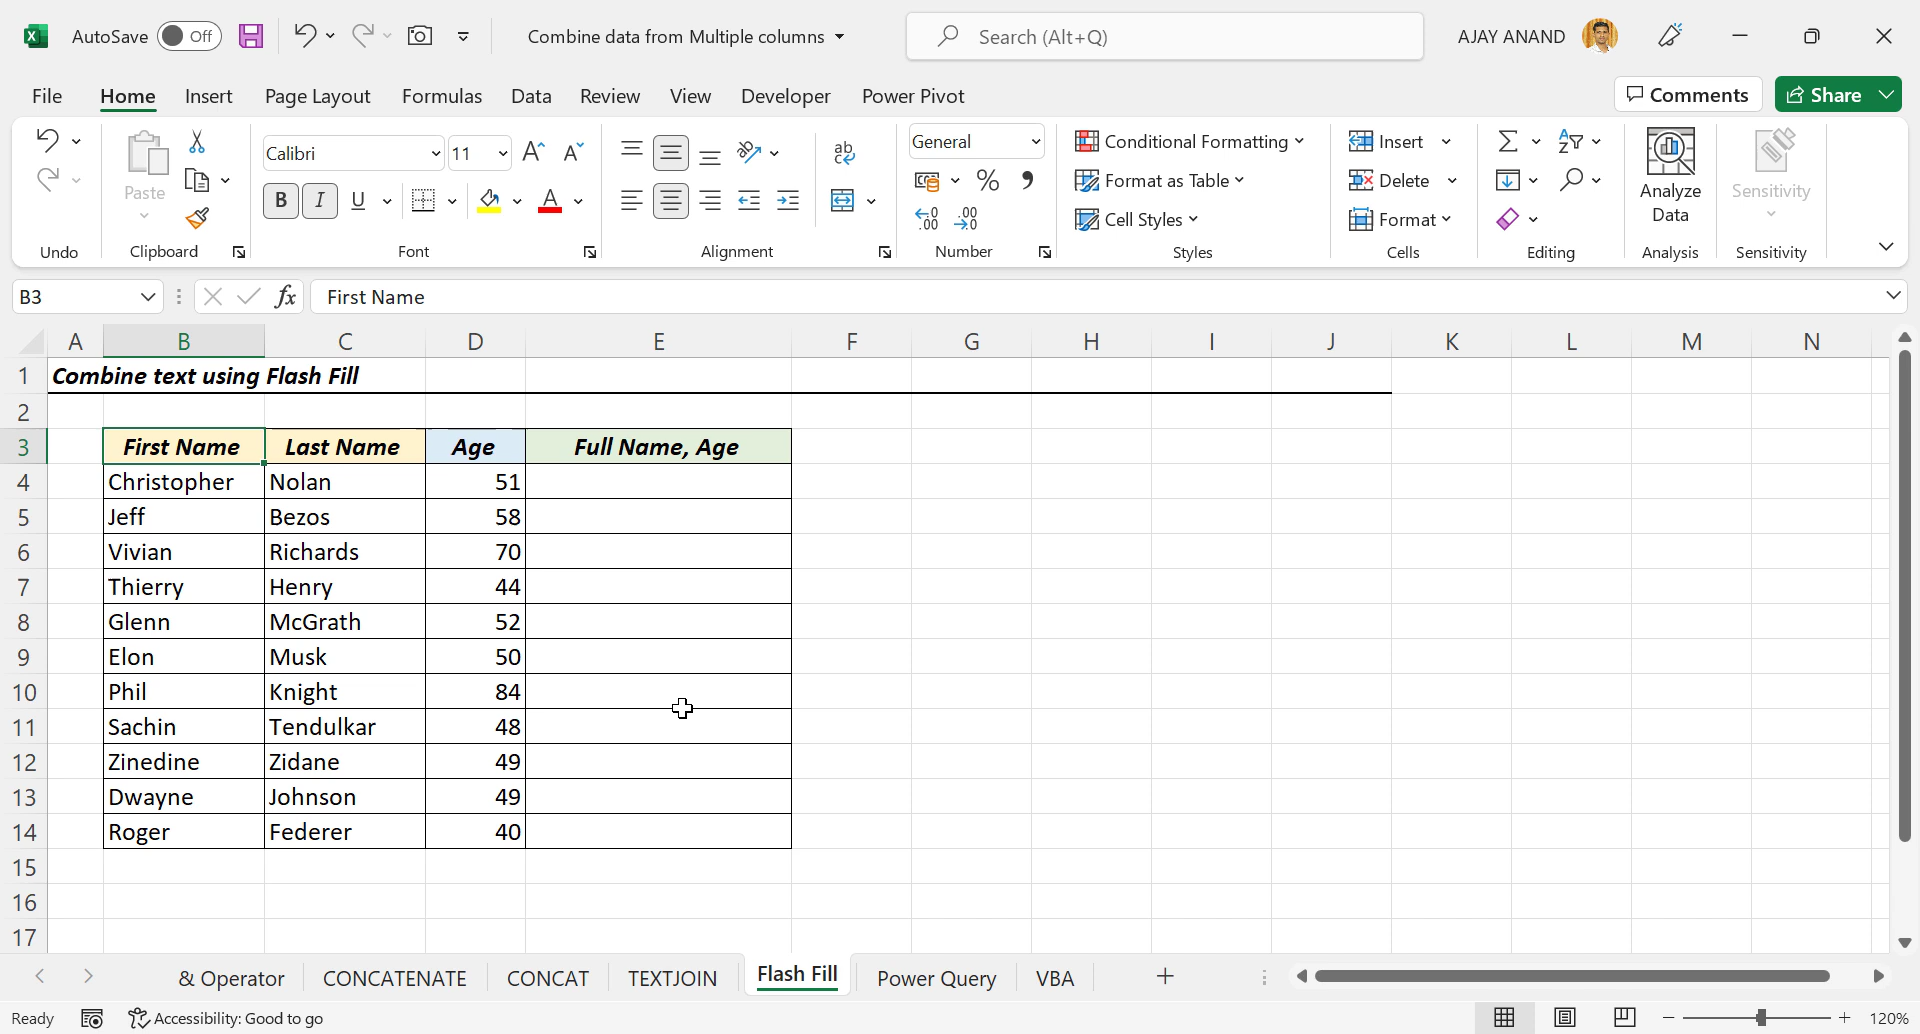 AutoSave Off Combine data from Multiple columns Search (Alt+Q) AJAY ANAND
File Home Insert Page Layout Formulas Data Review View Developer Power Pivot Comments Share
Paste
Undo
Clipboard
Calibri 11
B I U
Font
ab
Alignment
General
% 9
Number
Conditional Formatting
Format as Table
Cell Styles
Styles
Insert
Delete
Format
Cells
Editing
Analyze Data
Analysis
Sensitivity
Sensitivity
B3 fx First Name
A B C D E F G H I J K L M N
1 Combine text using Flash Fill
2
3 First Name Last Name Age Full Name, Age
4 Christopher Nolan 51
5 Jeff Bezos 58
6 Vivian Richards 70
7 Thierry Henry 44
8 Glenn McGrath 52
9 Elon Musk 50
10 Phil Knight 84
11 Sachin Tendulkar 48
12 Zinedine Zidane 49
13 Dwayne Johnson 49
14 Roger Federer 40
15
16
17
& Operator CONCATENATE CONCAT TEXTJOIN Flash Fill Power Query VBA
Ready Accessibility: Good to go 120%